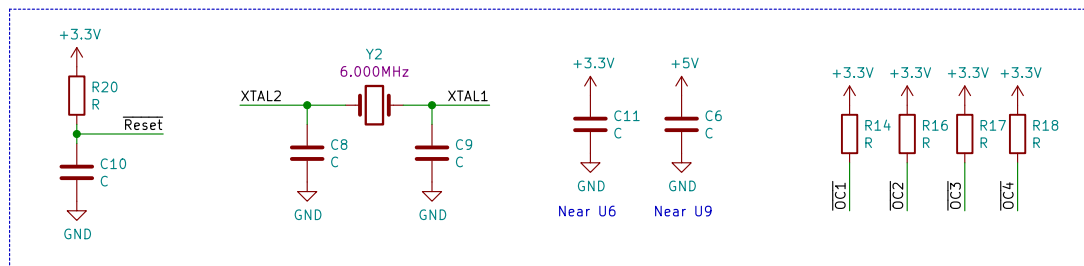 +3.3V
R20
R
Reset
C10
C
GND
Y2
6.000MHz
XTAL2
XTAL1
C8
C
C9
C
GND
GND
+3.3V
C11
C
GND
Near U6
+5V
C6
C
GND
Near U9
+3.3V
+3.3V
+3.3V
+3.3V
R14
R
R16
R
R17
R
R18
R
OC1
OC2
OC3
OC4